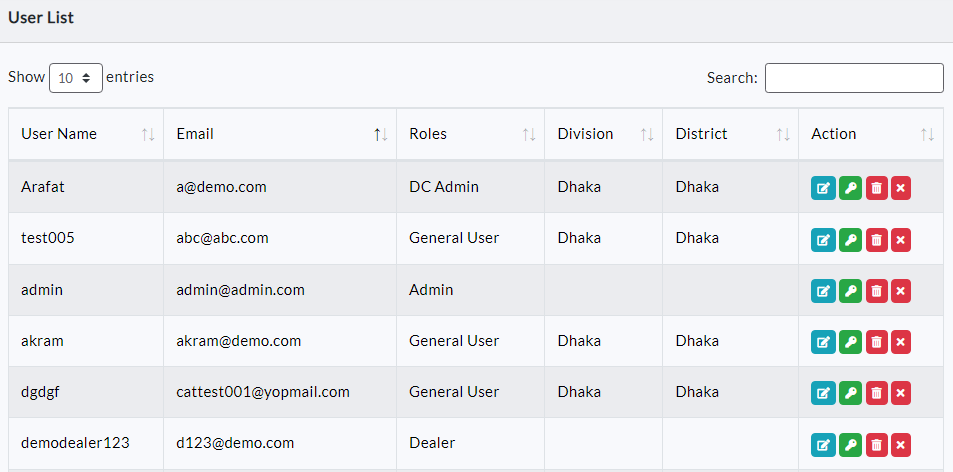 User List
Show 10 entries Search:
User Name Email Roles Division District Action
Arafat a@demo.com DC Admin Dhaka Dhaka
test005 abc@abc.com General User Dhaka Dhaka
admin admin@admin.com Admin
akram akram@demo.com General User Dhaka Dhaka
dgdgf cattest001@yopmail.com General User Dhaka Dhaka
demodealer123 d123@demo.com Dealer